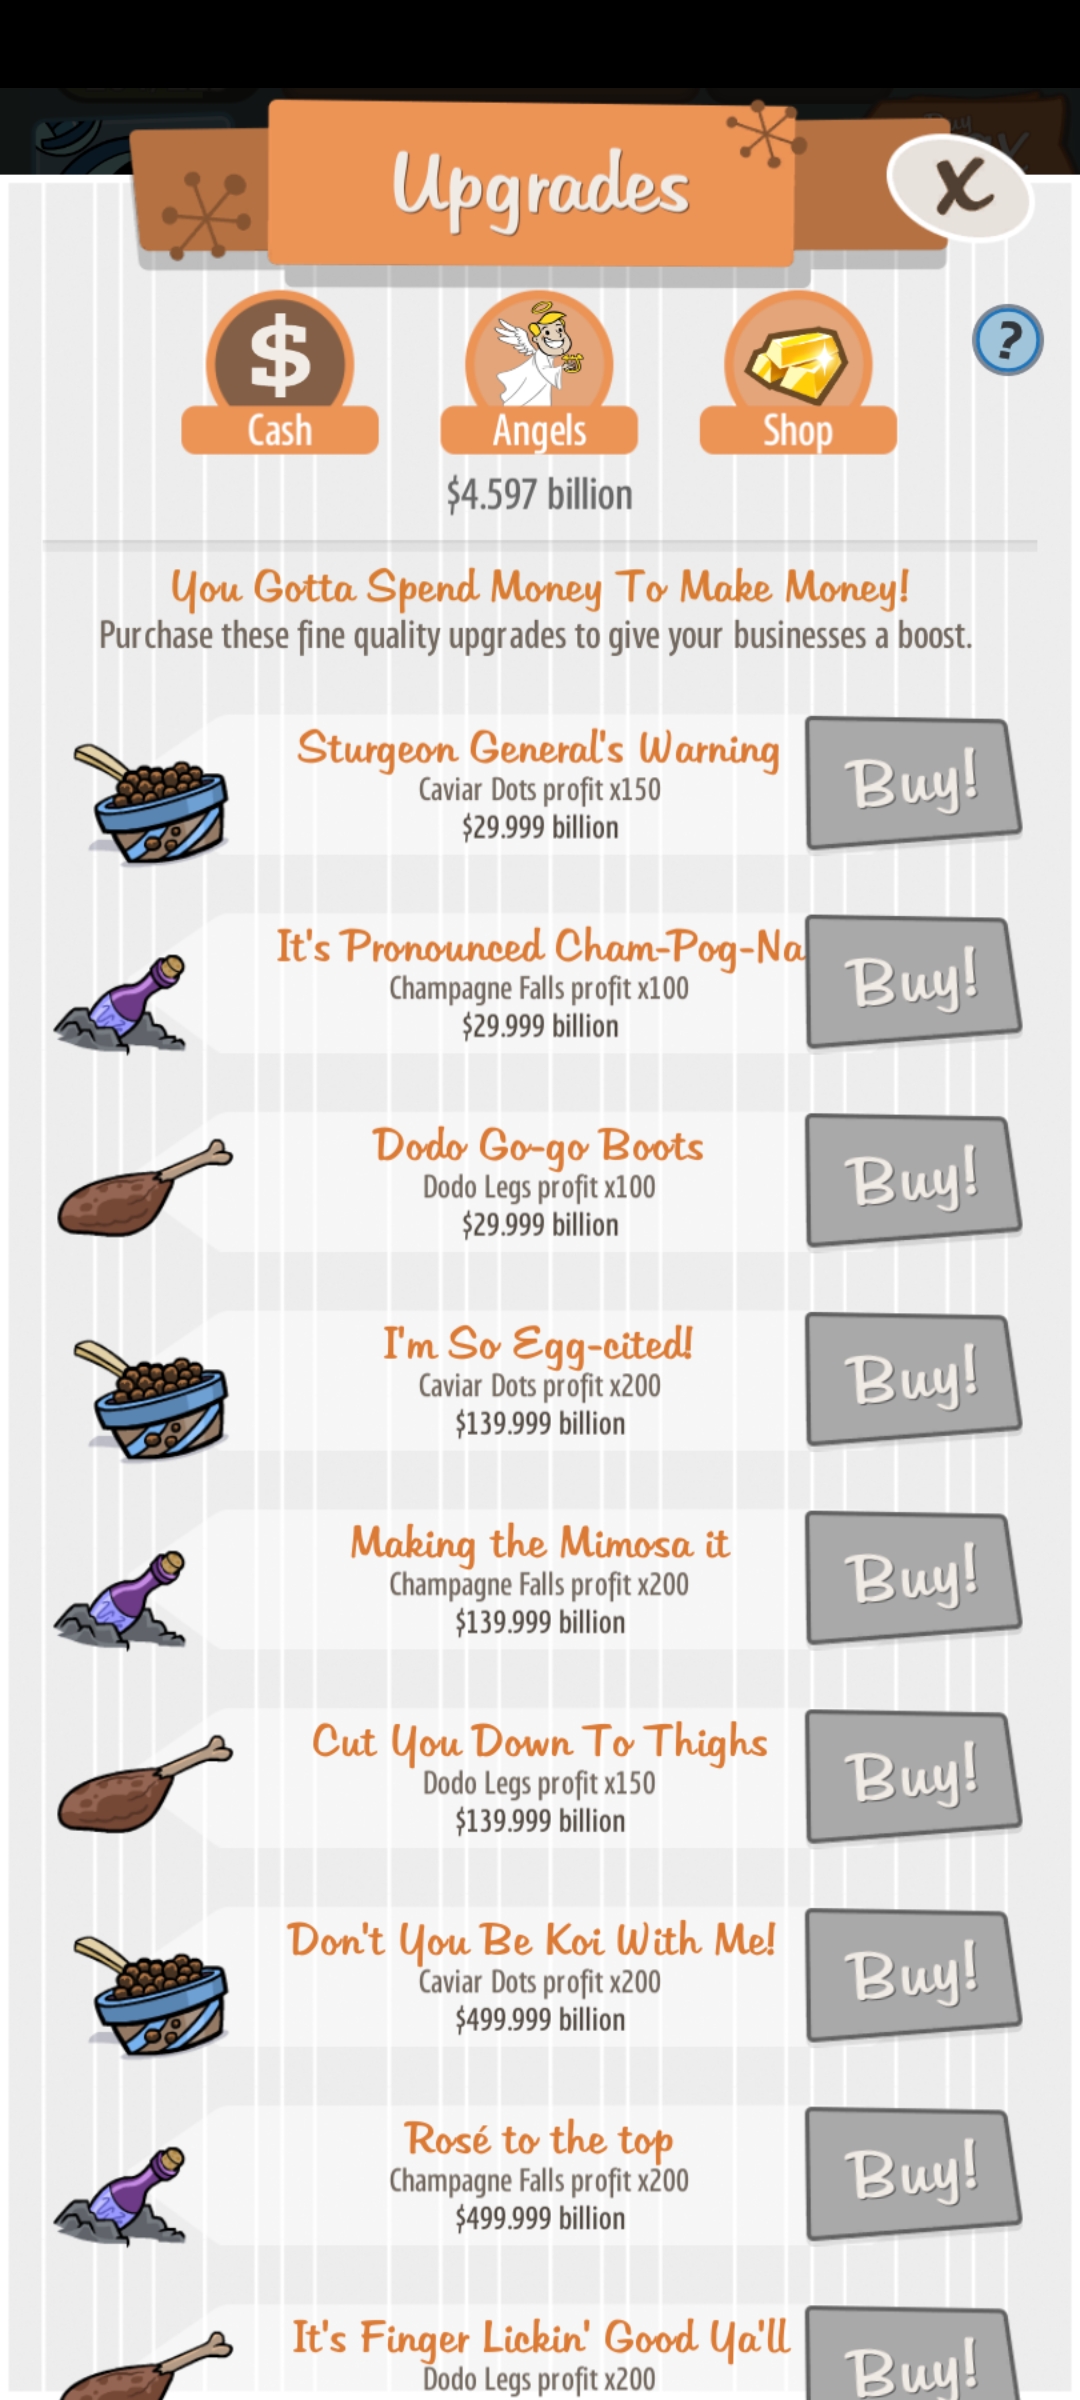 Upgrades
X
$
Cash
Angels
Shop
?
$4.597 billion
You Gotta Spend Money To Make Money!
Purchase these fine quality upgrades to give your businesses a boost.
Sturgeon General's Warning
Caviar Dots profit x150
$29.999 billion
Buy!
It's Pronounced Cham-Pog-Na
Champagne Falls profit x100
$29.999 billion
Buy!
Dodo Go-go Boots
Dodo Legs profit x100
$29.999 billion
Buy!
I'm So Egg-cited!
Caviar Dots profit x200
$139.999 billion
Buy!
Making the Mimosa it
Champagne Falls profit x200
$139.999 billion
Buy!
Cut You Down To Thighs
Dodo Legs profit x150
$139.999 billion
Buy!
Don't You Be Koi With Me!
Caviar Dots profit x200
$499.999 billion
Buy!
Rosé to the top
Champagne Falls profit x200
$499.999 billion
Buy!
It's Finger Lickin' Good Ya'll
Dodo Legs profit x200
Buy!